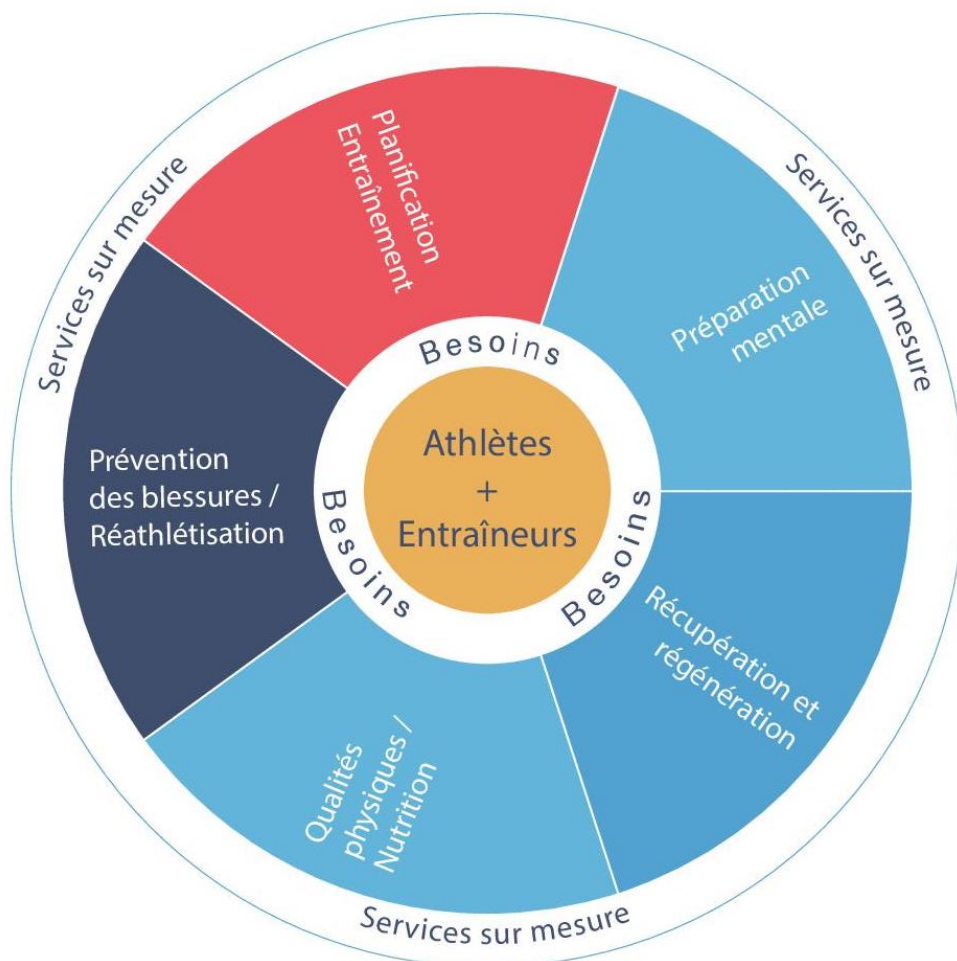 Services sur mesure
Services sur mesure
Planification
Entraînement
Préparation
mentale
Besoins
Athlètes
+
Entraîneurs
Besoins
Besoins
Prévention
des blessures /
Réathlétisation
Récupération et
régénération
Qualités
physiques /
Nutrition
Services sur mesure